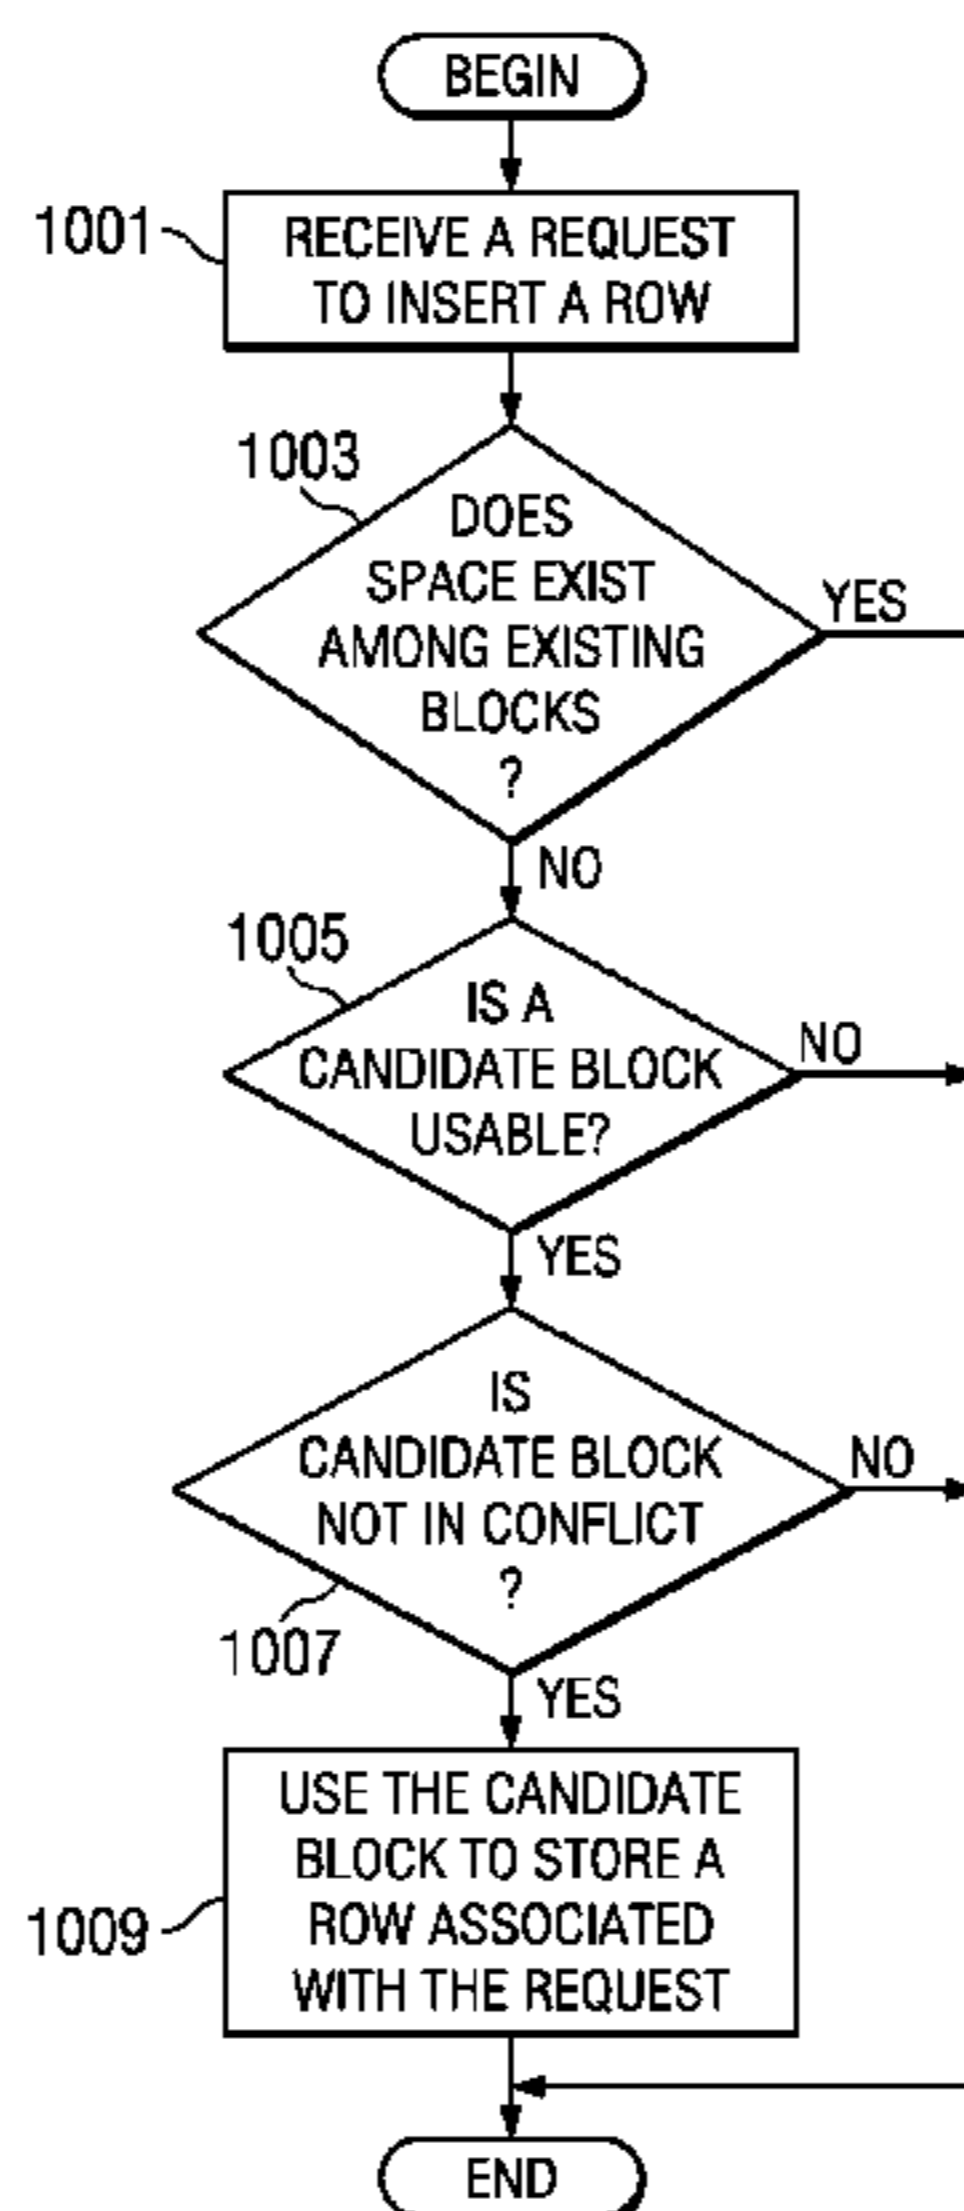 BEGIN
1001
RECEIVE A REQUEST
TO INSERT A ROW
1003
DOES
SPACE EXIST
AMONG EXISTING
BLOCKS
?
YES
NO
1005
IS A
CANDIDATE BLOCK
USABLE?
NO
YES
IS
CANDIDATE BLOCK
NOT IN CONFLICT
?
NO
1007
YES
USE THE CANDIDATE
BLOCK TO STORE A
ROW ASSOCIATED
WITH THE REQUEST
1009
END